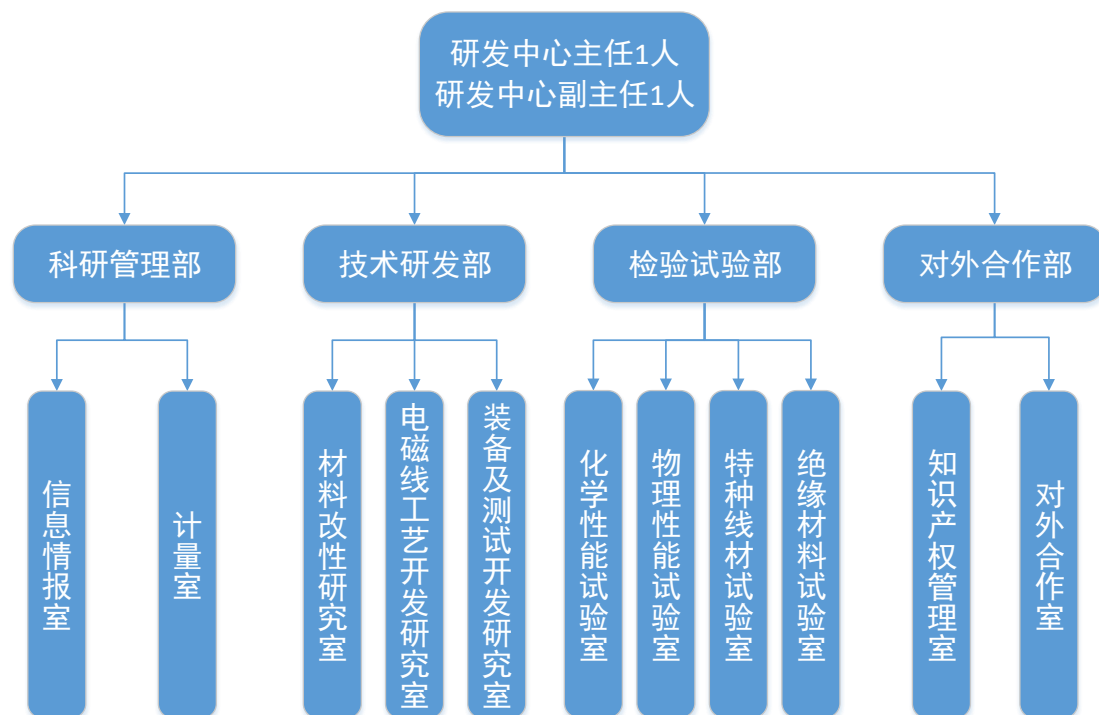 研发中心主任1人
研发中心副主任1人
科研管理部
技术研发部
检验试验部
对外合作部
信息情报室
计量室
材料改性研究室
电磁线工艺开发研究室
装备及测试开发研究室
化学性能试验室
物理性能试验室
特种线材试验室
绝缘材料试验室
知识产权管理室
对外合作室